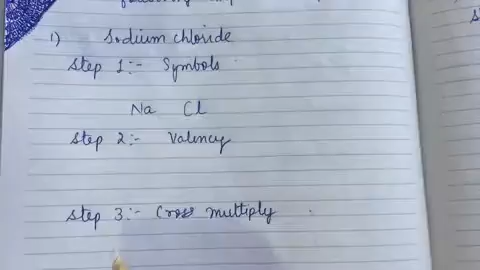 1) Sodium chloride
Step 1:- Symbols
Na Cl
Step 2:- Valency
Step 3:- Cross multiply